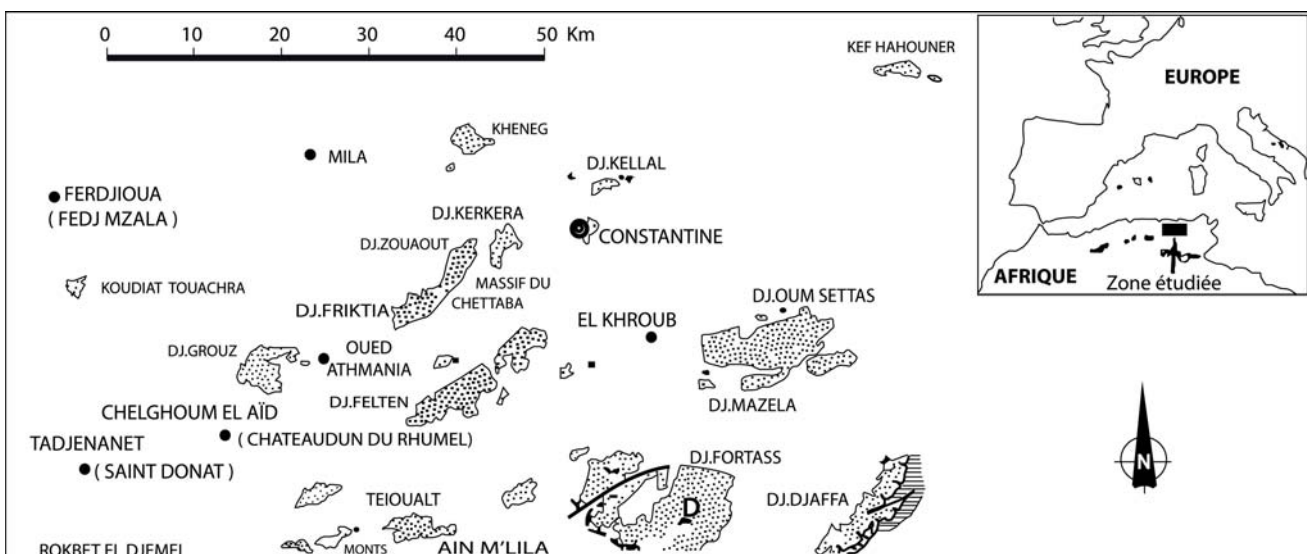 0 10 20 30 40 50 Km
KEF HAHOUNER
EUROPE
KHENEG
MILA
DJ.KELLAL
FERDJIOUA
( FEDJ MZALA )
DJ.KERKERA
DJ.ZOUAOUT
CONSTANTINE
AFRIQUE
Zone étudiée
KOUDIAT TOUACHRA
MASSIF DU
CHETTABA
DJ.FRIKTIA
DJ.OUM SETTAS
EL KHROUB
DJ.GROUZ
OUED
ATHMANIA
DJ.FELTEN
DJ.MAZELA
CHELGHOUM EL AÏD
( CHATEAUDUN DU RHUMEL)
TADJENANET
( SAINT DONAT )
DJ.FORTASS
N
TEIOUALT
DJ.DJAFFA
D
ROKBET EL DJEMEL
MONTS
AIN M'LILA